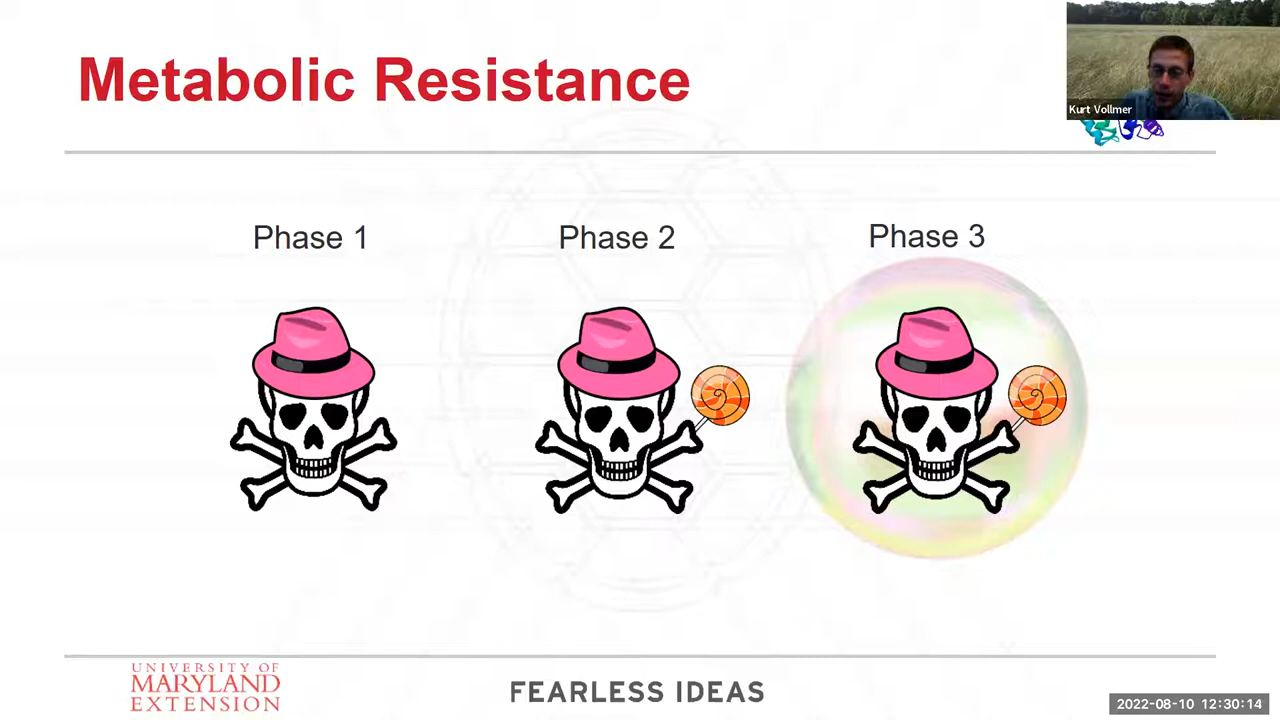 Metabolic Resistance
Kurt Vollmer
Phase 1
Phase 2
Phase 3
UNIVERSITY OF
MARYLAND
EXTENSION
FEARLESS IDEAS
2022-08-10 12:30:14